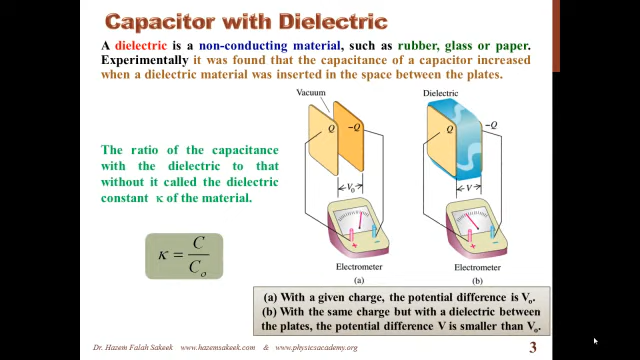 Capacitor with Dielectric
A dielectric is a non-conducting material, such as rubber, glass or paper.
Experimentally it was found that the capacitance of a capacitor increased
when a dielectric material was inserted in the space between the plates.
The ratio of the capacitance
with the dielectric to that
without it called the dielectric
constant κ of the material.
κ = C / Cₒ
Vacuum
Q
−Q
V₀
+
−
Electrometer
(a)
Dielectric
Q
−Q
V
+
−
Electrometer
(b)
(a) With a given charge, the potential difference is Vₒ.
(b) With the same charge but with a dielectric between
the plates, the potential difference V is smaller than Vₒ.
Dr. Hazem Falah Sakeek www.hazemsakeek.com & www.physicsacademy.org
3